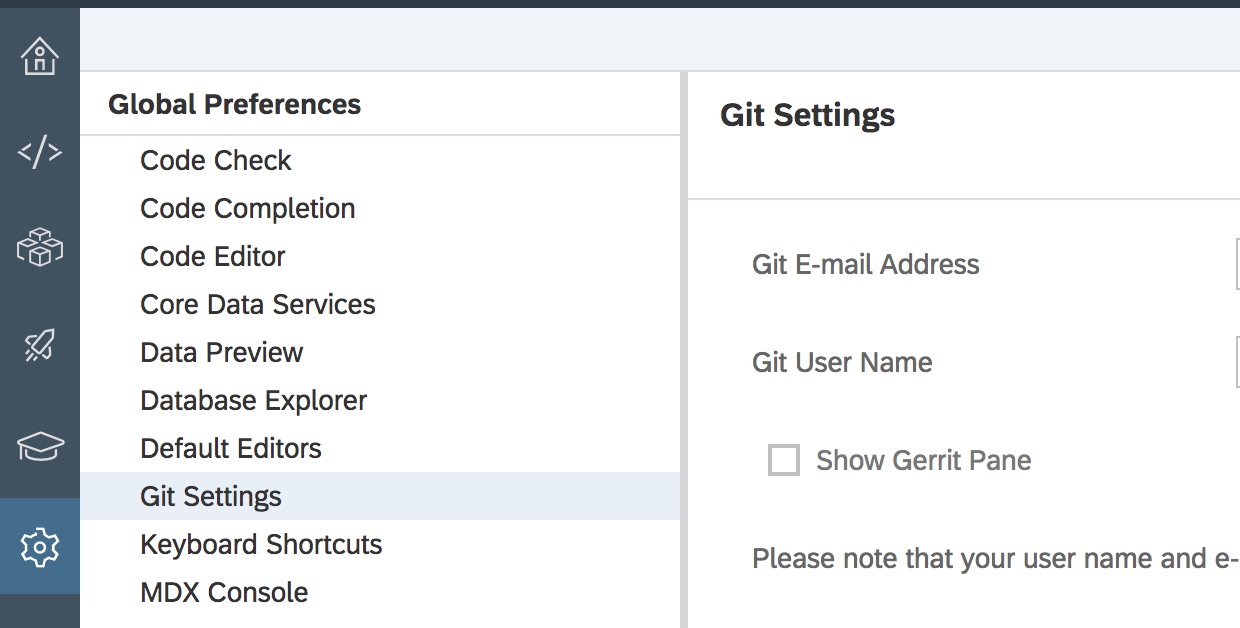 Global Preferences
Code Check
Code Completion
Code Editor
Core Data Services
Data Preview
Database Explorer
Default Editors
Git Settings
Keyboard Shortcuts
MDX Console
Git Settings
Git E-mail Address
Git User Name
Show Gerrit Pane
Please note that your user name and e-